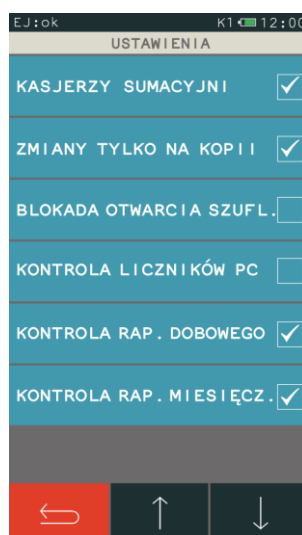 EJ:ok K1 12:00
USTAWIENIA
KASJERZY SUMACYJNI
ZMIANY TYLKO NA KOPII
BLOKADA OTWARCIA SZUFL.
KONTROLA LICZNIKÓW PC
KONTROLA RAP. DOBOWEGO
KONTROLA RAP. MIESIĘCZ.